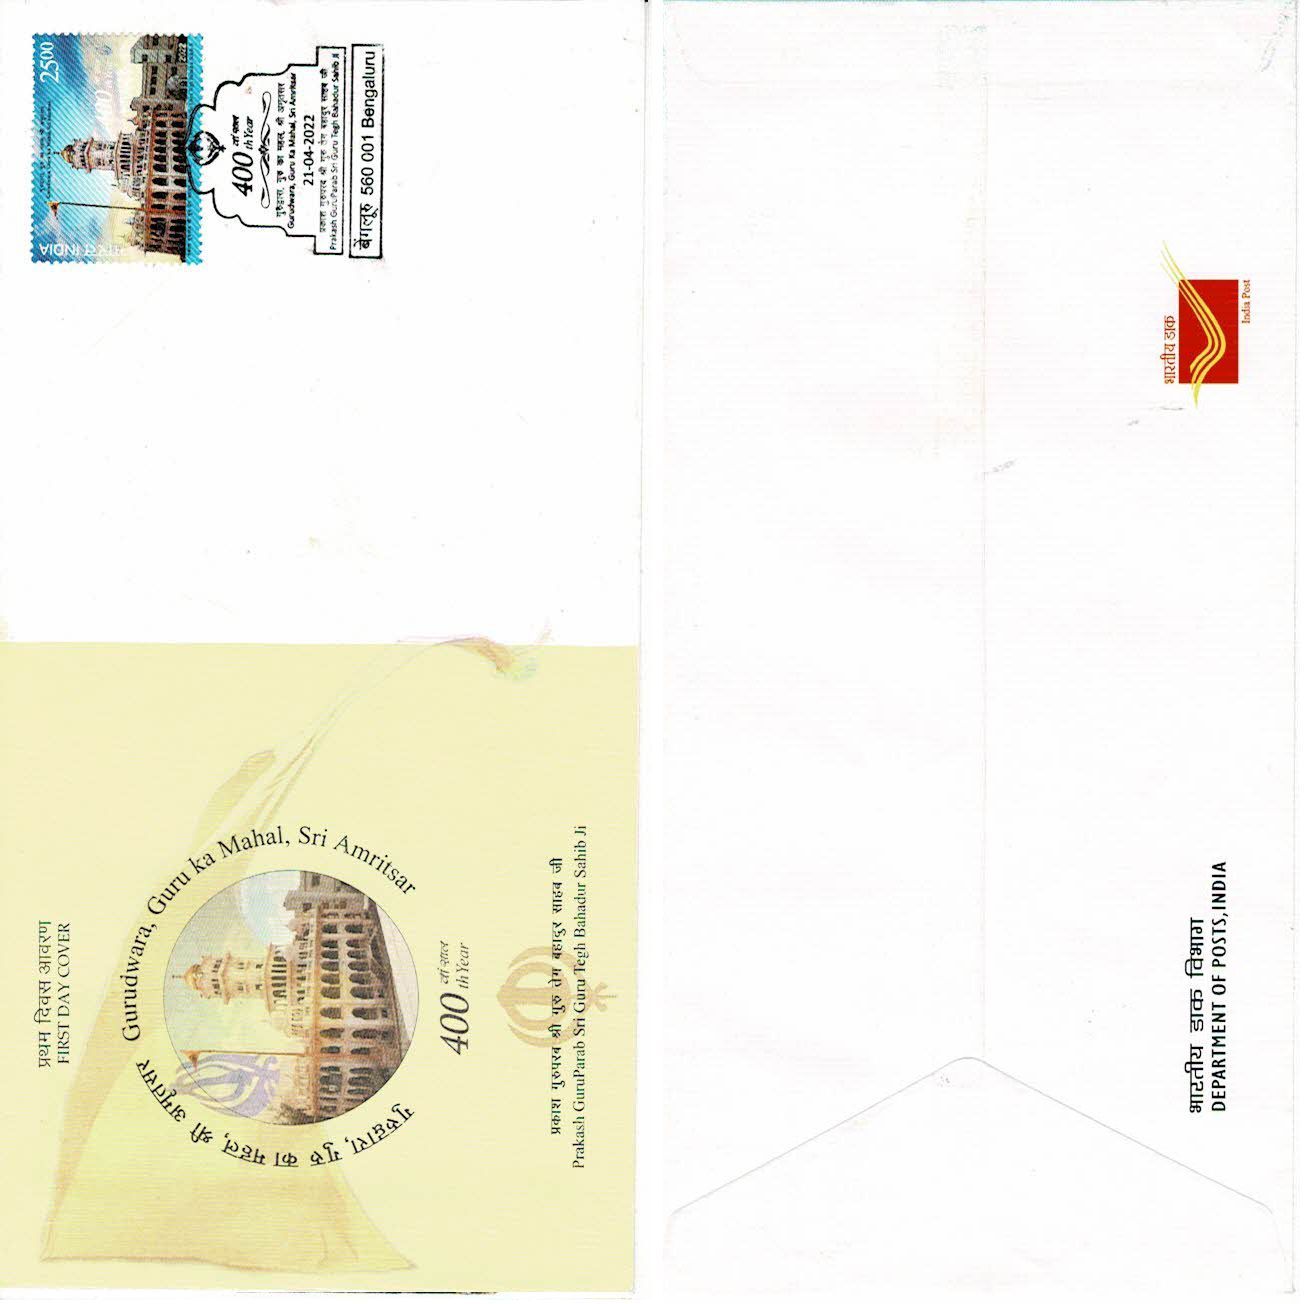 प्रथम दिवस आवरण
FIRST DAY COVER
गुरुद्वारा, गुरु का महल, श्री अमृतसर
Gurudwara, Guru ka Mahal, Sri Amritsar
400 वां साल
th Year
प्रकाश गुरुपरब श्री गुरु तेग बहादुर साहब जी
Prakash GuruParab Sri Guru Tegh Bahadur Sahib Ji
भारत INDIA
2500
400
2022
400 वां साल
th Year
गुरुद्वारा, गुरु का महल, श्री अमृतसर
Gurudwara, Guru Ka Mahal, Sri Amritsar
21-04-2022
प्रकाश गुरुपरब श्री गुरु तेग बहादुर साहब जी
Prakash GuruParab Sri Guru Tegh Bahadur Sahib Ji
बेंगलूरु 560 001 Bengaluru
भारतीय डाक विभाग
DEPARTMENT OF POSTS, INDIA
भारतीय डाक
India Post